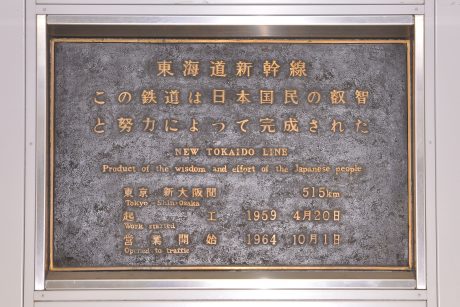 東海道新幹線
この鉄道は日本国民の叡智
と努力によって完成された
NEW TOKAIDO LINE
Product of the wisdom and effort of the Japanese people
東京 新大阪間 515km
Tokyo Shin-Osaka
起工 1959 4月20日
Work started
営業開始 1964 10月1日
Opened to traffic